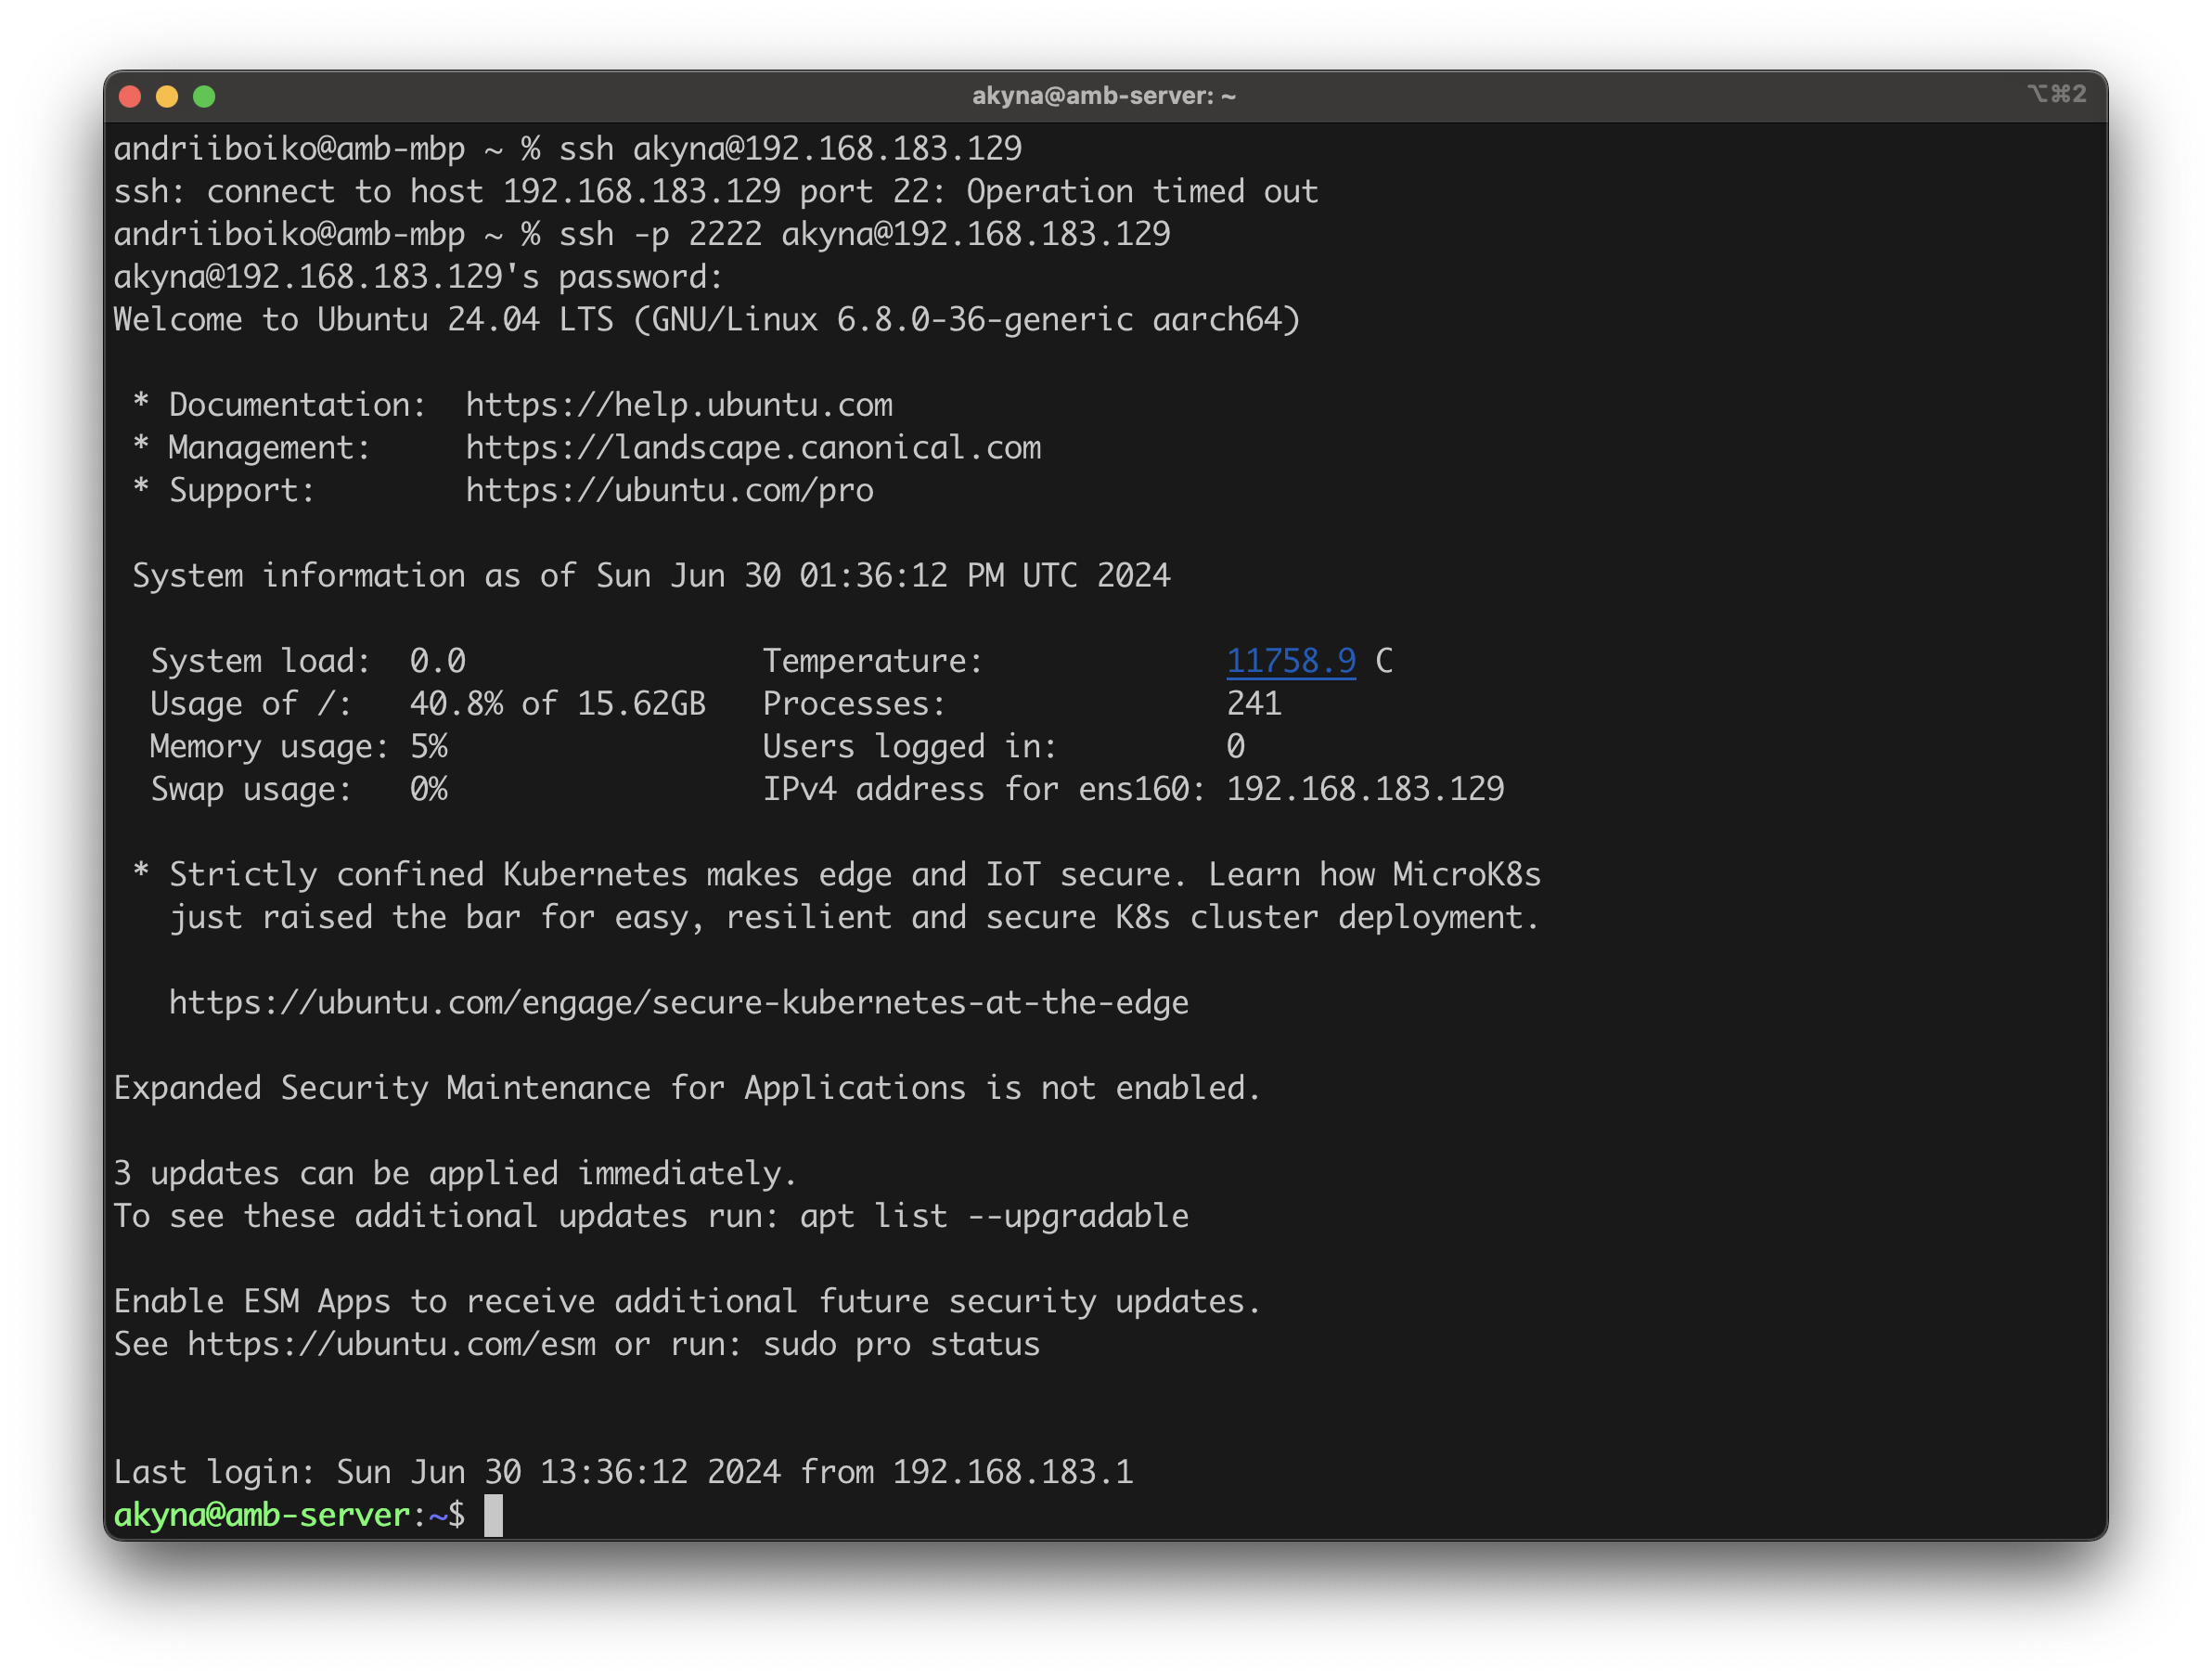 akyna@amb-server: ~ ⌥⌘2
andriiboiko@amb-mbp ~ % ssh akyna@192.168.183.129
ssh: connect to host 192.168.183.129 port 22: Operation timed out
andriiboiko@amb-mbp ~ % ssh -p 2222 akyna@192.168.183.129
akyna@192.168.183.129's password:
Welcome to Ubuntu 24.04 LTS (GNU/Linux 6.8.0-36-generic aarch64)
* Documentation:  https://help.ubuntu.com
* Management:     https://landscape.canonical.com
* Support:        https://ubuntu.com/pro
System information as of Sun Jun 30 01:36:12 PM UTC 2024
System load:  0.0                Temperature:             11758.9 C
Usage of /:   40.8% of 15.62GB   Processes:               241
Memory usage: 5%                 Users logged in:         0
Swap usage:   0%                 IPv4 address for ens160: 192.168.183.129
* Strictly confined Kubernetes makes edge and IoT secure. Learn how MicroK8s
just raised the bar for easy, resilient and secure K8s cluster deployment.
https://ubuntu.com/engage/secure-kubernetes-at-the-edge
Expanded Security Maintenance for Applications is not enabled.
3 updates can be applied immediately.
To see these additional updates run: apt list --upgradable
Enable ESM Apps to receive additional future security updates.
See https://ubuntu.com/esm or run: sudo pro status
Last login: Sun Jun 30 13:36:12 2024 from 192.168.183.1
akyna@amb-server:~$